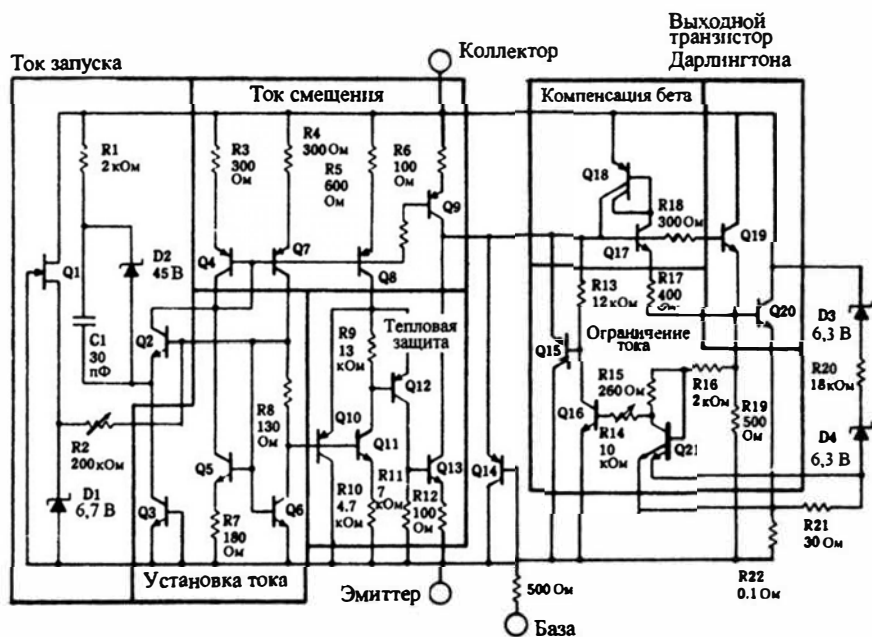 Выходной
транзистор
Дарлингтона
Коллектор
Ток запуска
Ток смещения
Компенсация бета
R1
2 кОм
R3
300
Ом
R4
300 Ом
R5
600
Ом
R6
100
Ом
Q18
R18
300 Ом
Q9
Q17
Q19
Q1
D2
45 В
Q4
Q7
Q8
R13
12 кОм
R17
400
Q20
D3
6,3 В
C1
30
пФ
Q2
R9
13
кОм
Тепловая
защита
Q12
Q15
Ограничение
тока
R15
260 Ом
R16
2 кОм
R20
18 кОм
R2
200 кОм
R8
130
Ом
Q10
Q11
Q16
R14
10
кОм
Q21
R19
500
Ом
D4
6,3 В
D1
6,7 В
Q3
Q5
R7
180
Ом
Q6
R10
4.7
кОм
R11
7
кОм
Q13
R12
100
Ом
Q14
R21
30 Ом
Установка тока
Эмиттер
500 Ом
База
R22
0.1 Ом